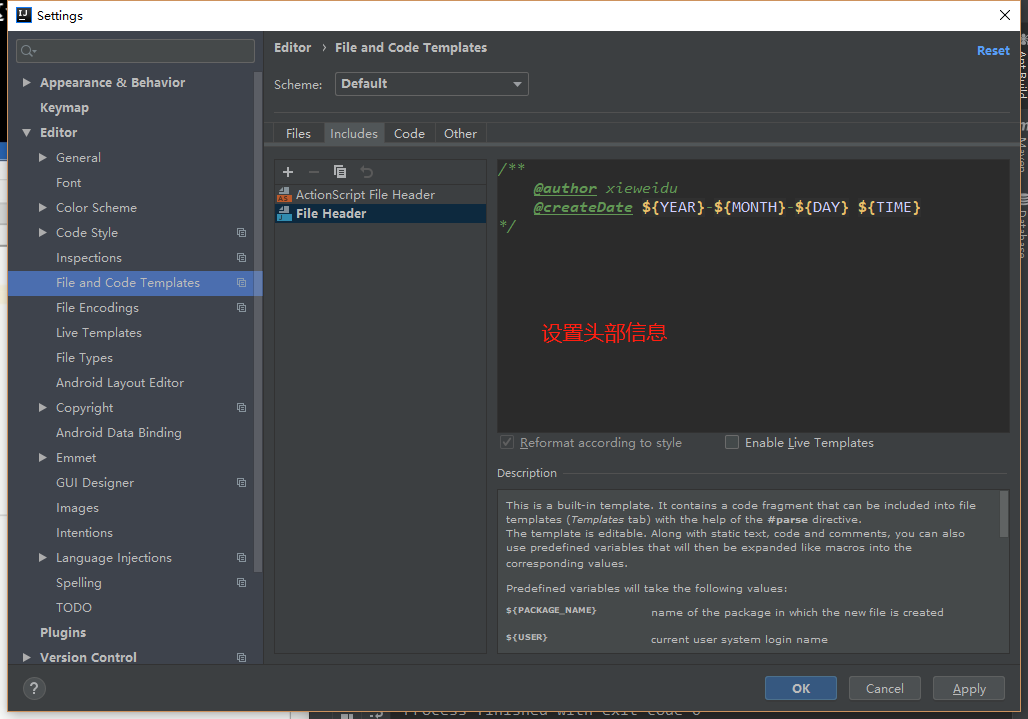 Settings
Editor › File and Code Templates
Reset
Scheme: Default
Files Includes Code Other
Appearance & Behavior
Keymap
Editor
General
Font
Color Scheme
Code Style
Inspections
File and Code Templates
File Encodings
Live Templates
File Types
Android Layout Editor
Copyright
Android Data Binding
Emmet
GUI Designer
Images
Intentions
Language Injections
Spelling
TODO
Plugins
Version Control
ActionScript File Header
File Header
/**
@author xieweidu
@createDate ${YEAR}-${MONTH}-${DAY} ${TIME}
*/
设置头部信息
Reformat according to style
Enable Live Templates
Description
This is a built-in template. It contains a code fragment that can be included into file
templates (Templates tab) with the help of the #parse directive.
The template is editable. Along with static text, code and comments, you can also
use predefined variables that will then be expanded like macros into the
corresponding values.
Predefined variables will take the following values:
${PACKAGE_NAME} name of the package in which the new file is created
${USER} current user system login name
?
OK Cancel Apply
Ant Build
Maven
Database